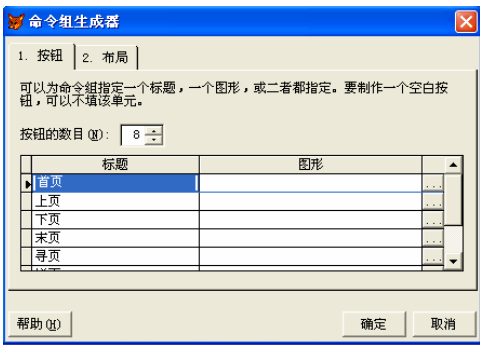 命令组生成器
1. 按钮 2. 布局
可以为命令组指定一个标题，一个图形，或二者都指定。要制作一个空白按
钮，可以不填该单元。
按钮的数目(N): 8
标题 图形
首页 ...
上页 ...
下页 ...
末页 ...
寻页 ...
帮助(H) 确定 取消